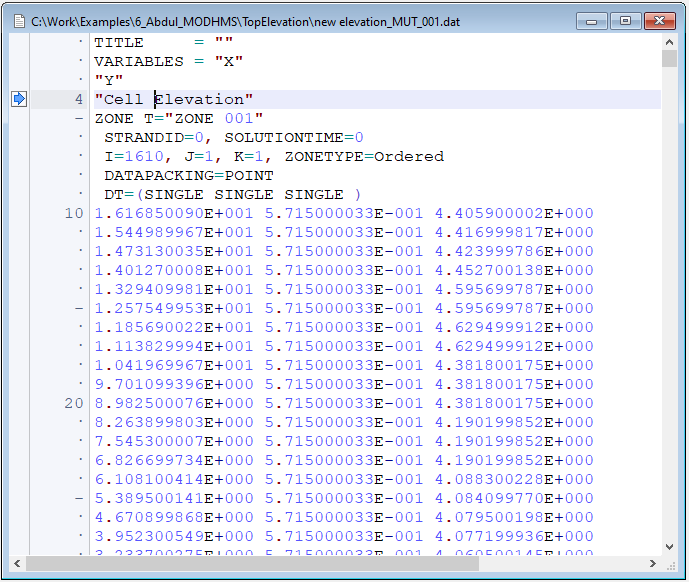 C:\Work\Examples\6_Abdul_MODHMS\TopElevation\new elevation_MUT_001.dat
TITLE     = ""
VARIABLES = "X"
"Y"
4 "Cell Elevation"
ZONE T="ZONE 001"
STRANDID=0, SOLUTIONTIME=0
I=1610, J=1, K=1, ZONETYPE=Ordered
DATAPACKING=POINT
DT=(SINGLE SINGLE SINGLE )
10 1.616850090E+001 5.715000033E-001 4.405900002E+000
1.544989967E+001 5.715000033E-001 4.416999817E+000
1.473130035E+001 5.715000033E-001 4.423999786E+000
1.401270008E+001 5.715000033E-001 4.452700138E+000
1.329409981E+001 5.715000033E-001 4.595699787E+000
1.257549953E+001 5.715000033E-001 4.595699787E+000
1.185690022E+001 5.715000033E-001 4.629499912E+000
1.113829994E+001 5.715000033E-001 4.629499912E+000
1.041969967E+001 5.715000033E-001 4.381800175E+000
9.701099396E+000 5.715000033E-001 4.381800175E+000
20 8.982500076E+000 5.715000033E-001 4.381800175E+000
8.263899803E+000 5.715000033E-001 4.190199852E+000
7.545300007E+000 5.715000033E-001 4.190199852E+000
6.826699734E+000 5.715000033E-001 4.190199852E+000
6.108100414E+000 5.715000033E-001 4.088300228E+000
5.389500141E+000 5.715000033E-001 4.084099770E+000
4.670899868E+000 5.715000033E-001 4.079500198E+000
3.952300549E+000 5.715000033E-001 4.077199936E+000
3.233700275E+000 5.715000033E-001 4.060500145E+000